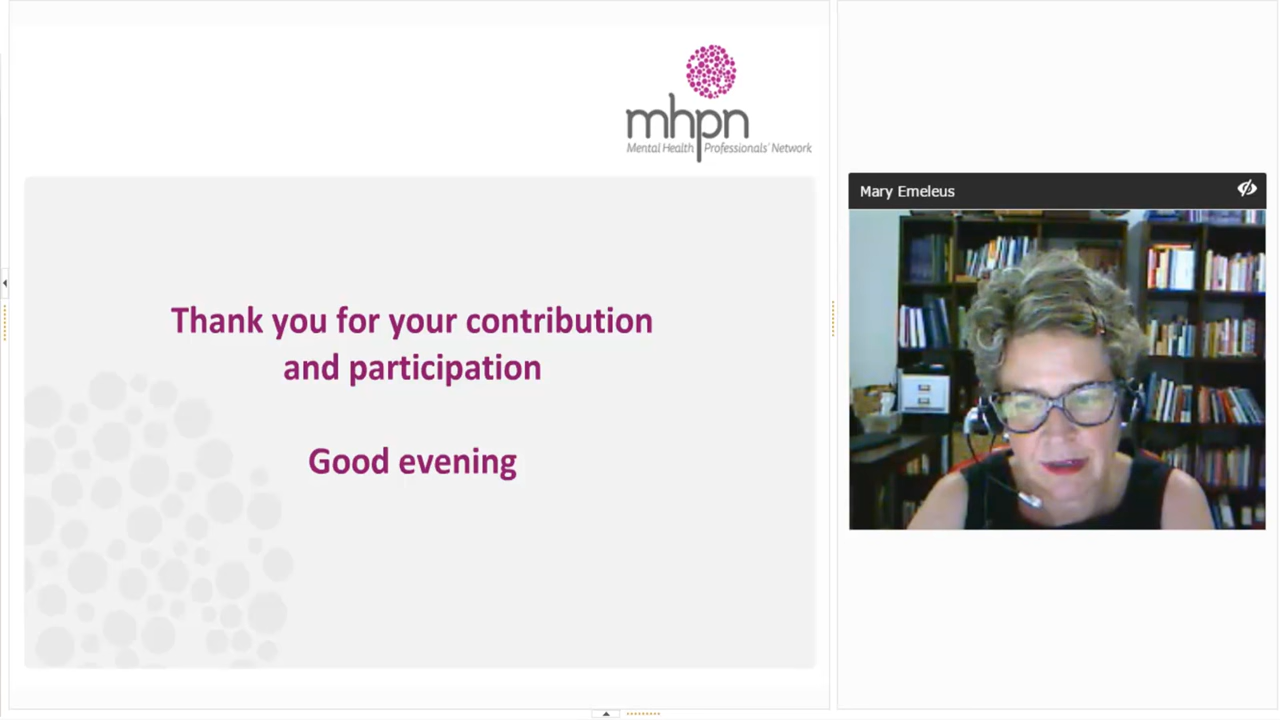 mhpn
Mental Health Professionals' Network
Thank you for your contribution
and participation
Good evening
Mary Emeleus